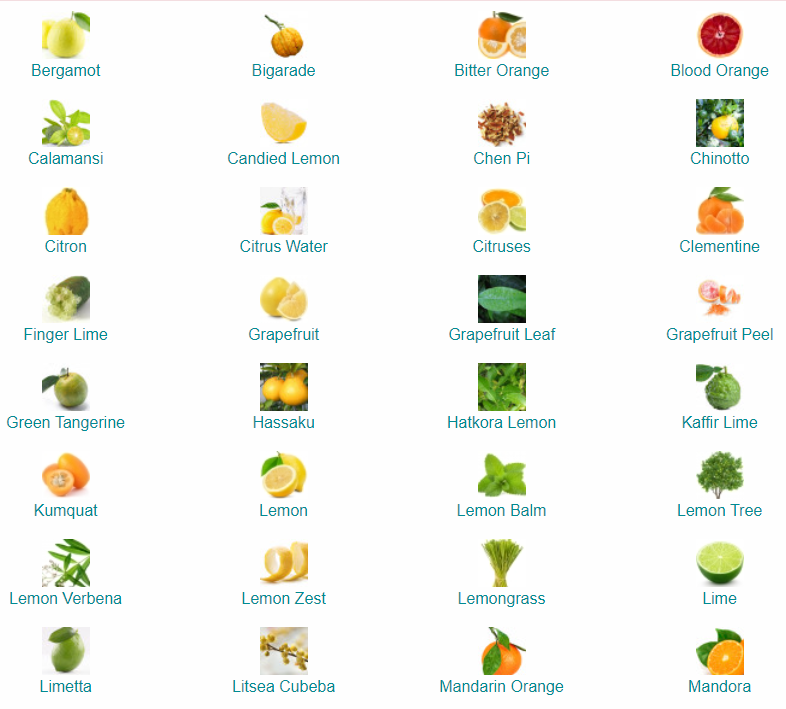 Bergamot
Bigarade
Bitter Orange
Blood Orange
Calamansi
Candied Lemon
Chen Pi
Chinotto
Citron
Citrus Water
Citruses
Clementine
Finger Lime
Grapefruit
Grapefruit Leaf
Grapefruit Peel
Green Tangerine
Hassaku
Hatkora Lemon
Kaffir Lime
Kumquat
Lemon
Lemon Balm
Lemon Tree
Lemon Verbena
Lemon Zest
Lemongrass
Lime
Limetta
Litsea Cubeba
Mandarin Orange
Mandora